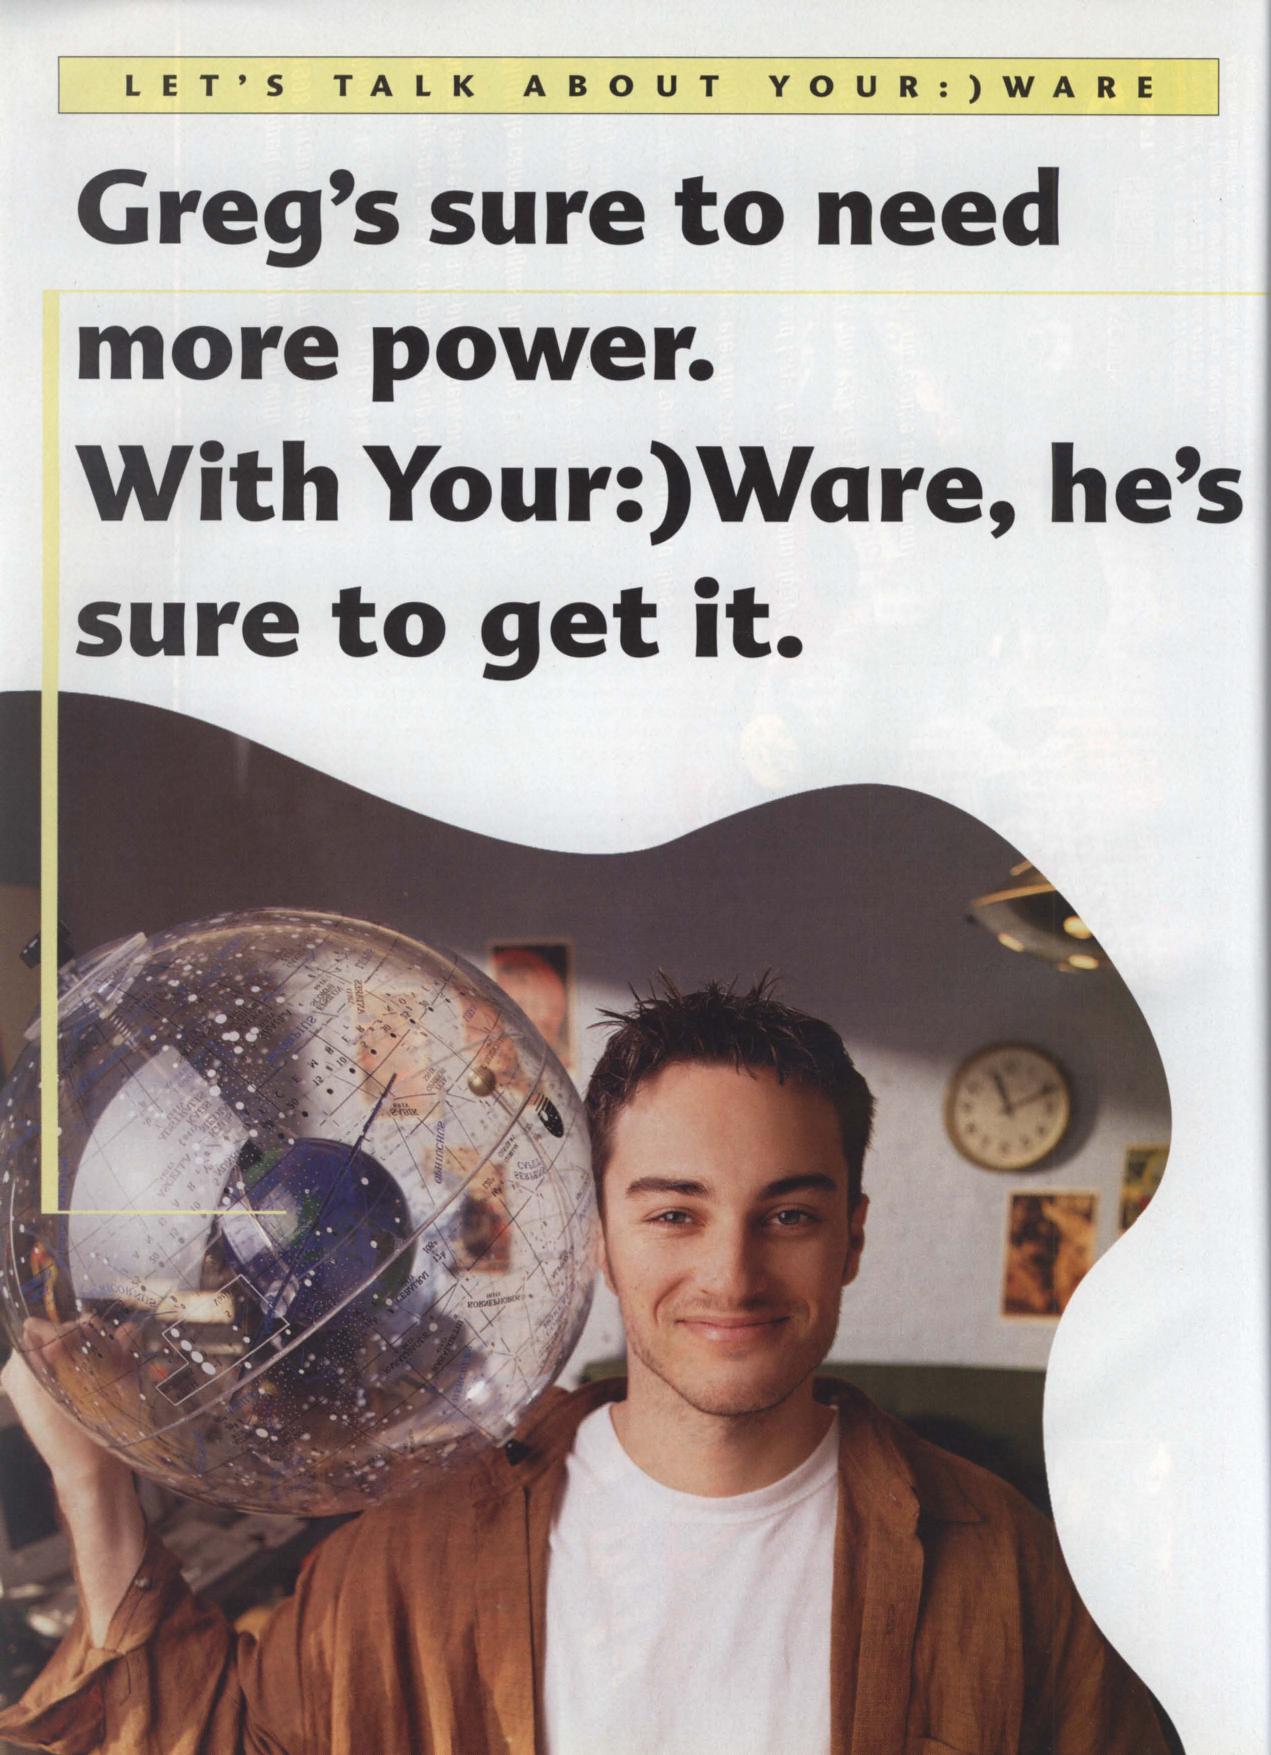 LET'S TALK ABOUT YOUR:)WARE
Greg's sure to need
more power.
With Your:)Ware, he's
sure to get it.